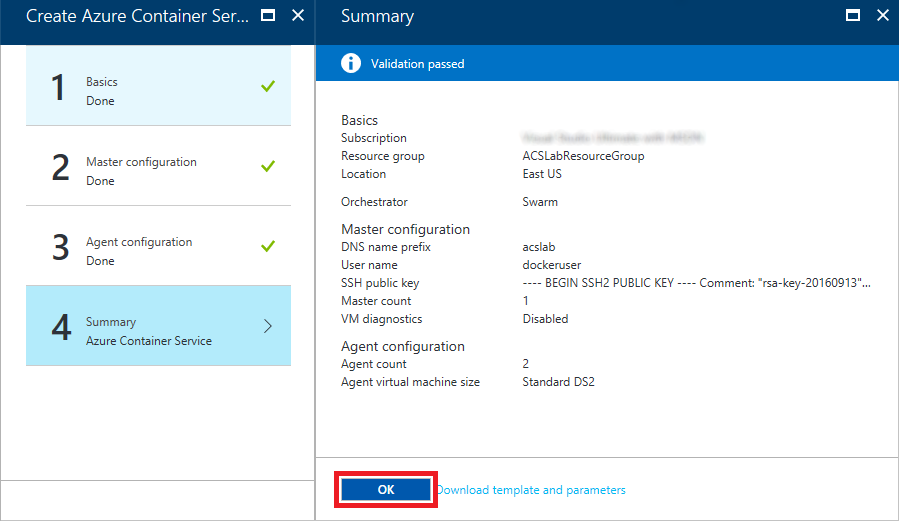 Create Azure Container Ser...
1
Basics
Done
2
Master configuration
Done
3
Agent configuration
Done
4
Summary
Azure Container Service
Summary
Validation passed
Basics
Subscription
Resource group ACSLabResourceGroup
Location East US
Orchestrator Swarm
Master configuration
DNS name prefix acslab
User name dockeruser
SSH public key ---- BEGIN SSH2 PUBLIC KEY ---- Comment: "rsa-key-20160913"...
Master count 1
VM diagnostics Disabled
Agent configuration
Agent count 2
Agent virtual machine size Standard DS2
OK Download template and parameters